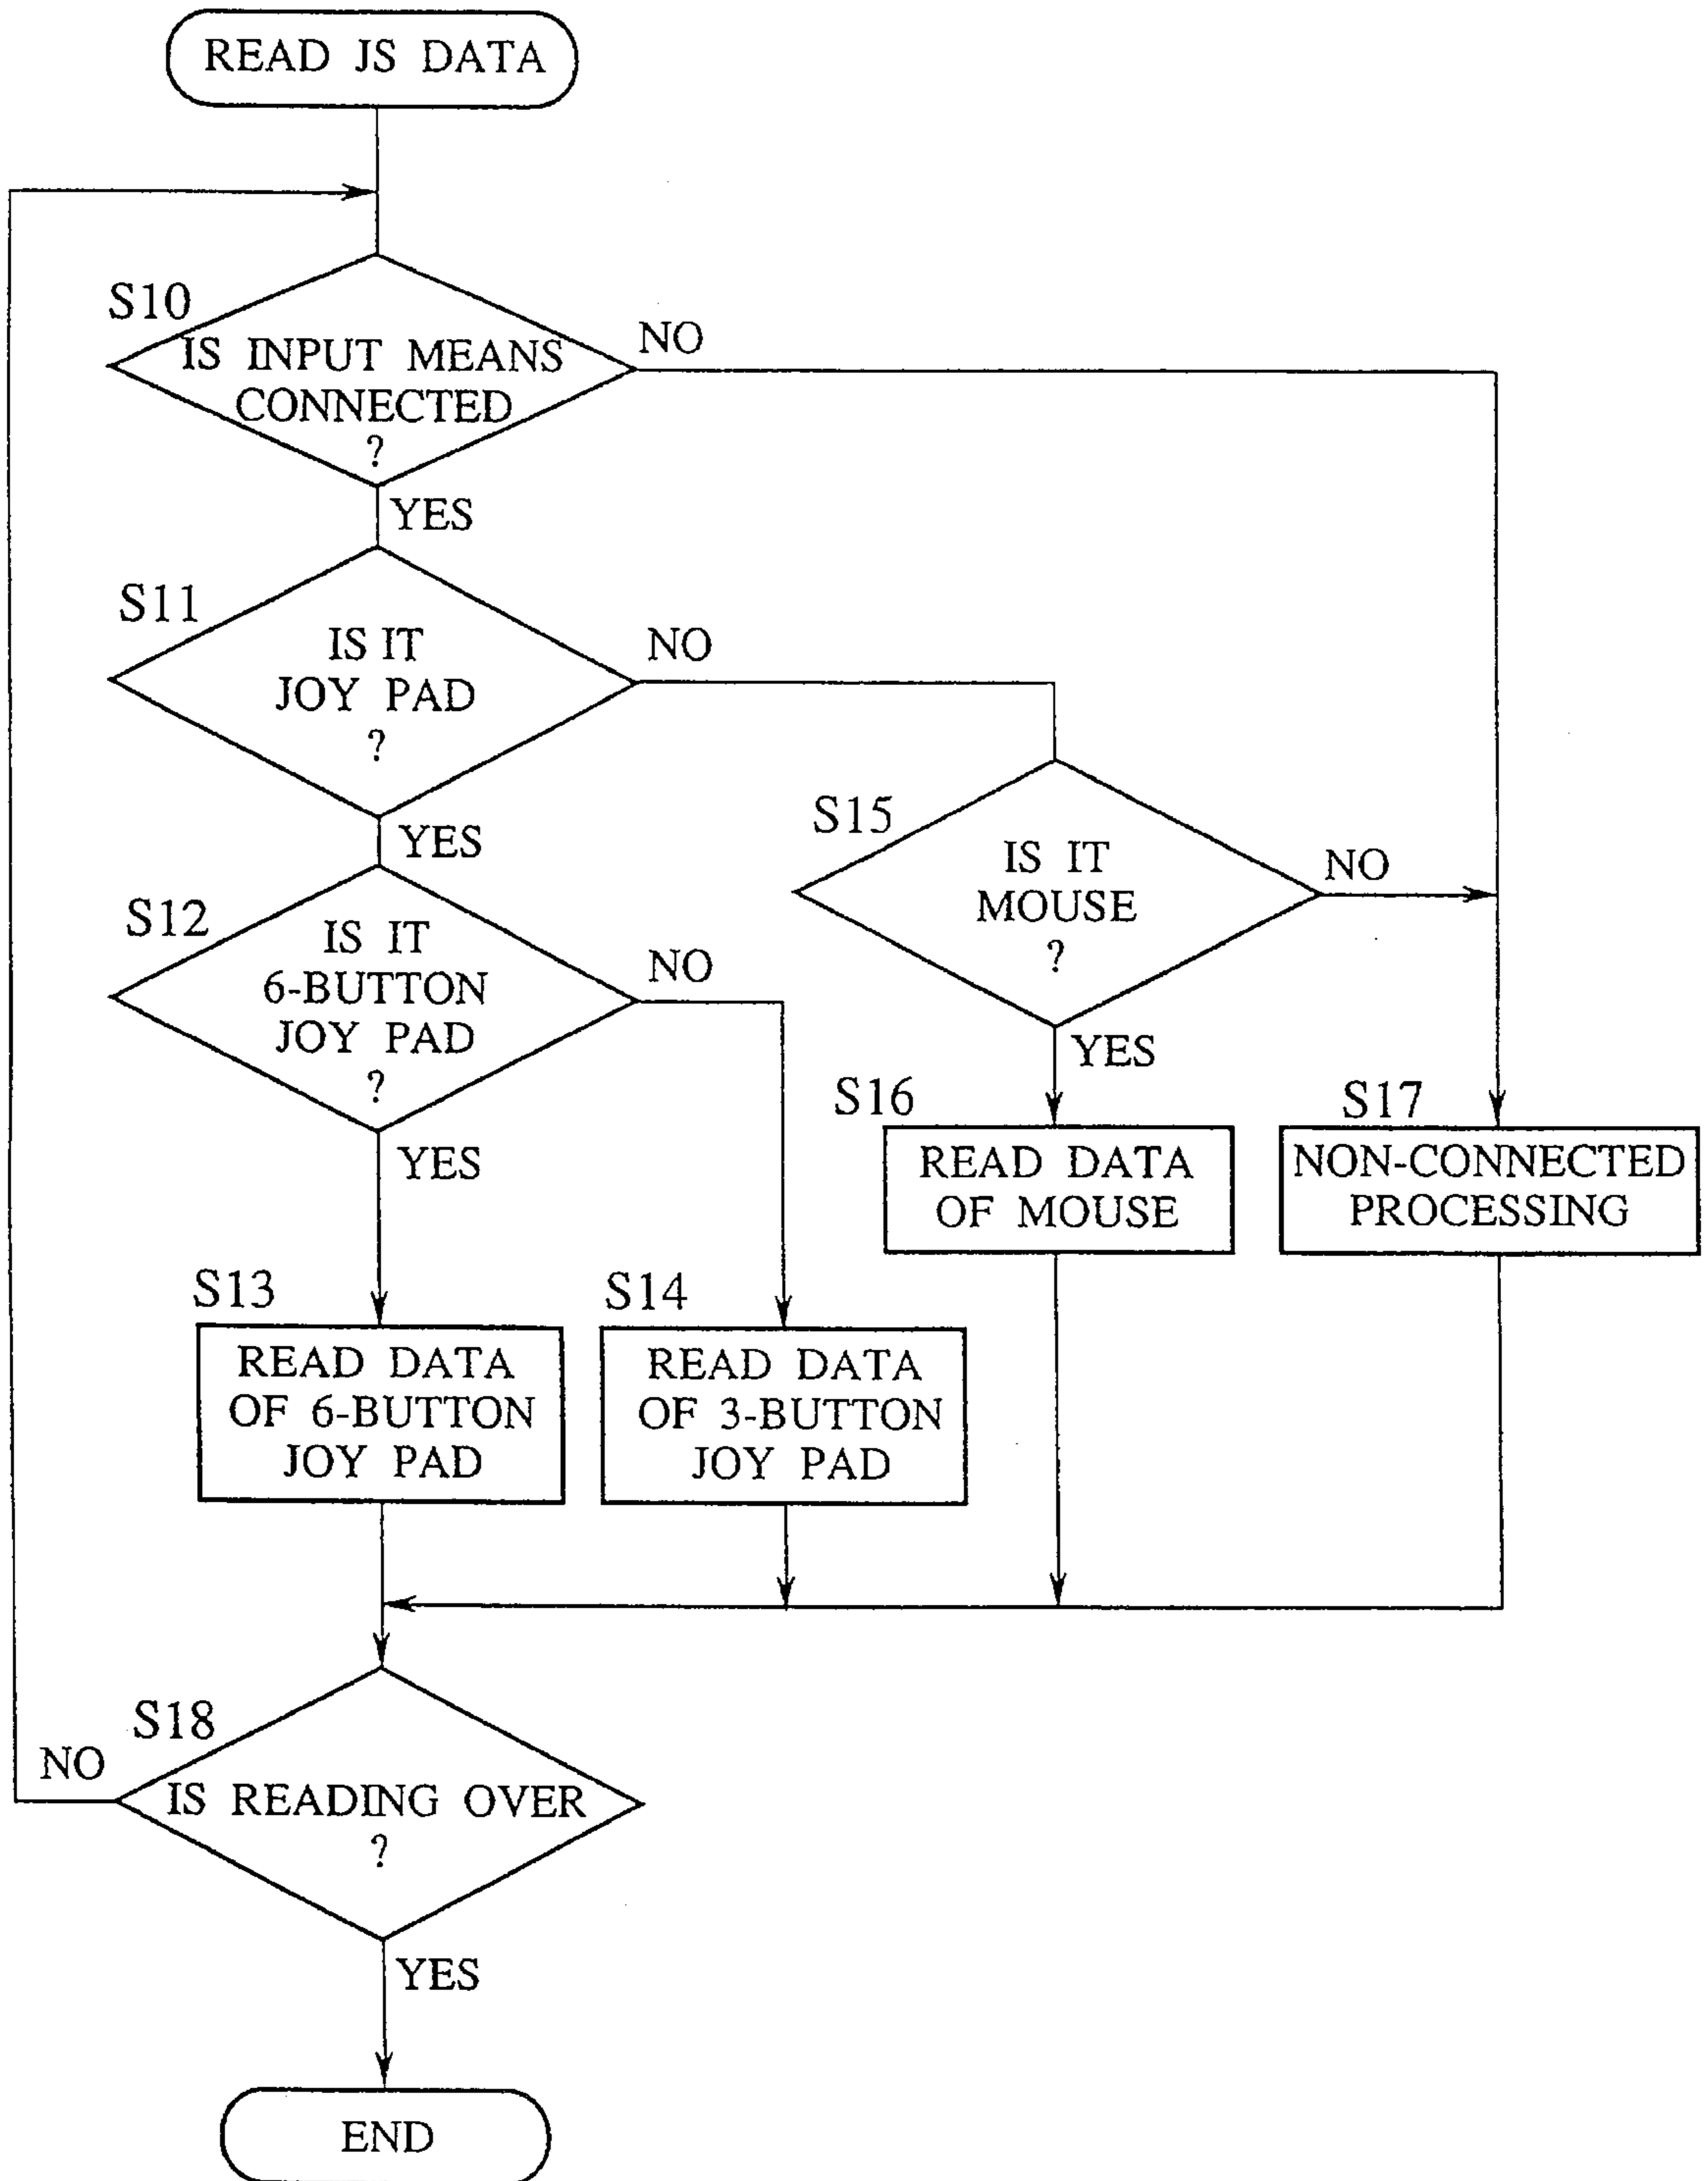 READ JS DATA
S10
IS INPUT MEANS
CONNECTED
?
NO
YES
S11
IS IT
JOY PAD
?
NO
YES
S15
IS IT
MOUSE
?
NO
YES
S12
IS IT
6-BUTTON
JOY PAD
?
NO
YES
S16
READ DATA
OF MOUSE
S17
NON-CONNECTED
PROCESSING
S13
READ DATA
OF 6-BUTTON
JOY PAD
S14
READ DATA
OF 3-BUTTON
JOY PAD
S18
NO
IS READING OVER
?
YES
END